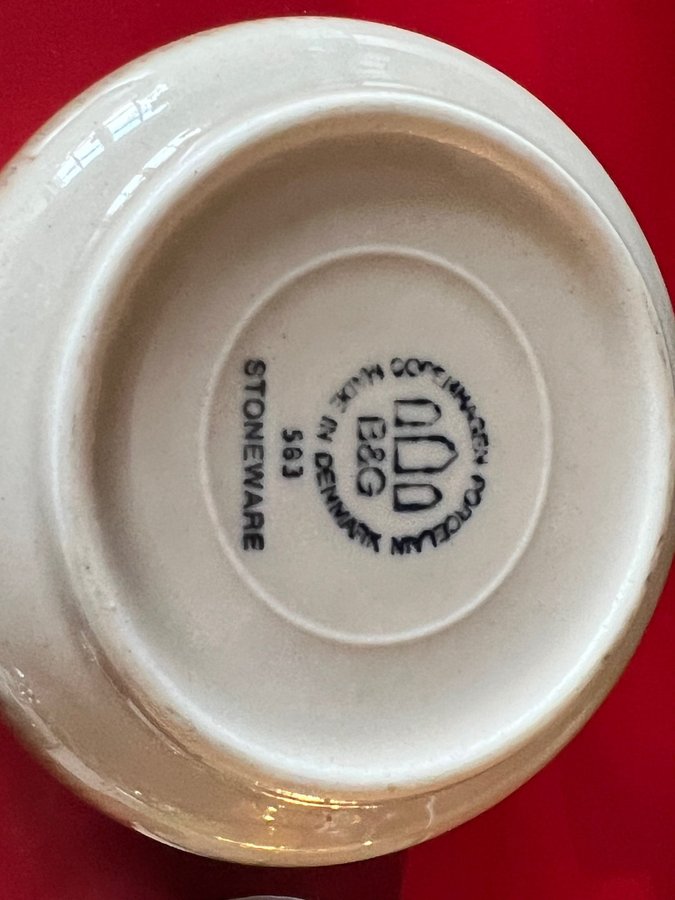 COPENHAGEN PORCELAIN
B&G
MADE IN DENMARK
563
STONEWARE